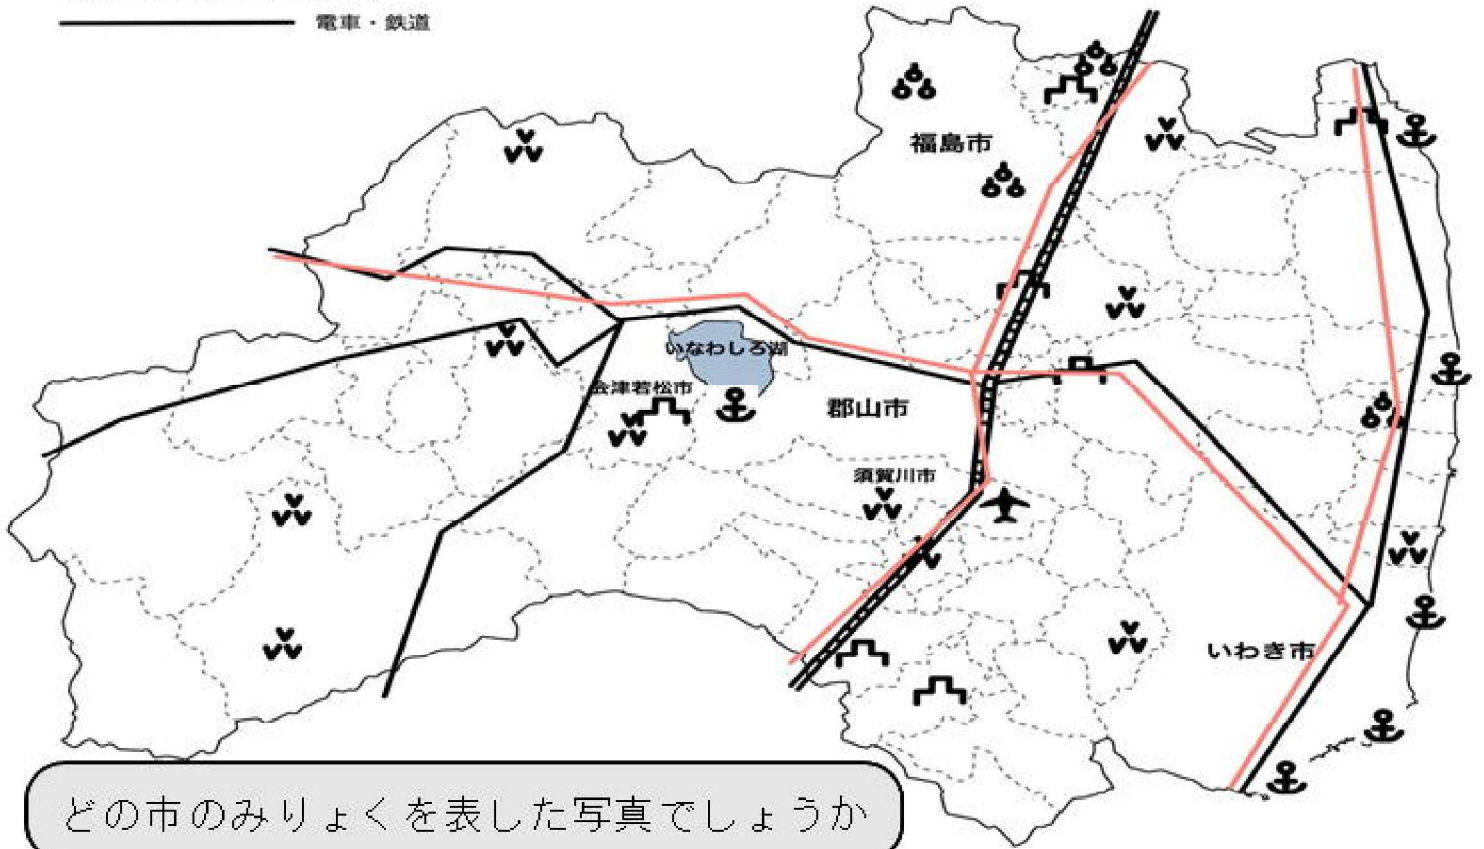 電車・鉄道
福島市
いなわしろ湖
会津若松市
郡山市
須賀川市
いわき市
どの市のみりょくを表した写真でしょうか